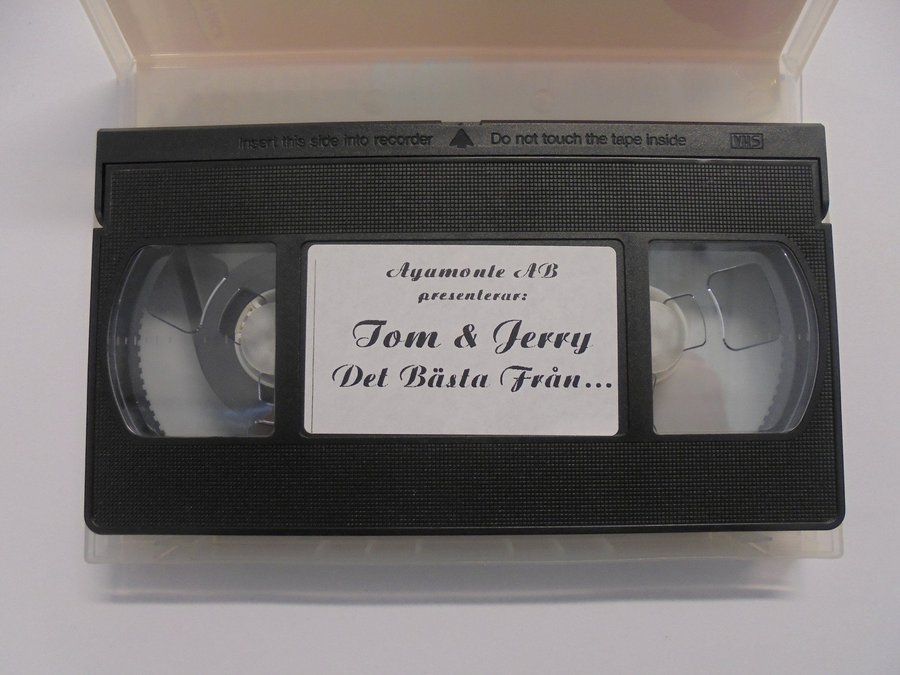 Insert this side into recorder Do not touch the tape inside VHS
Ayamonte AB
presenterar:
Tom & Jerry
Det Bästa Från...